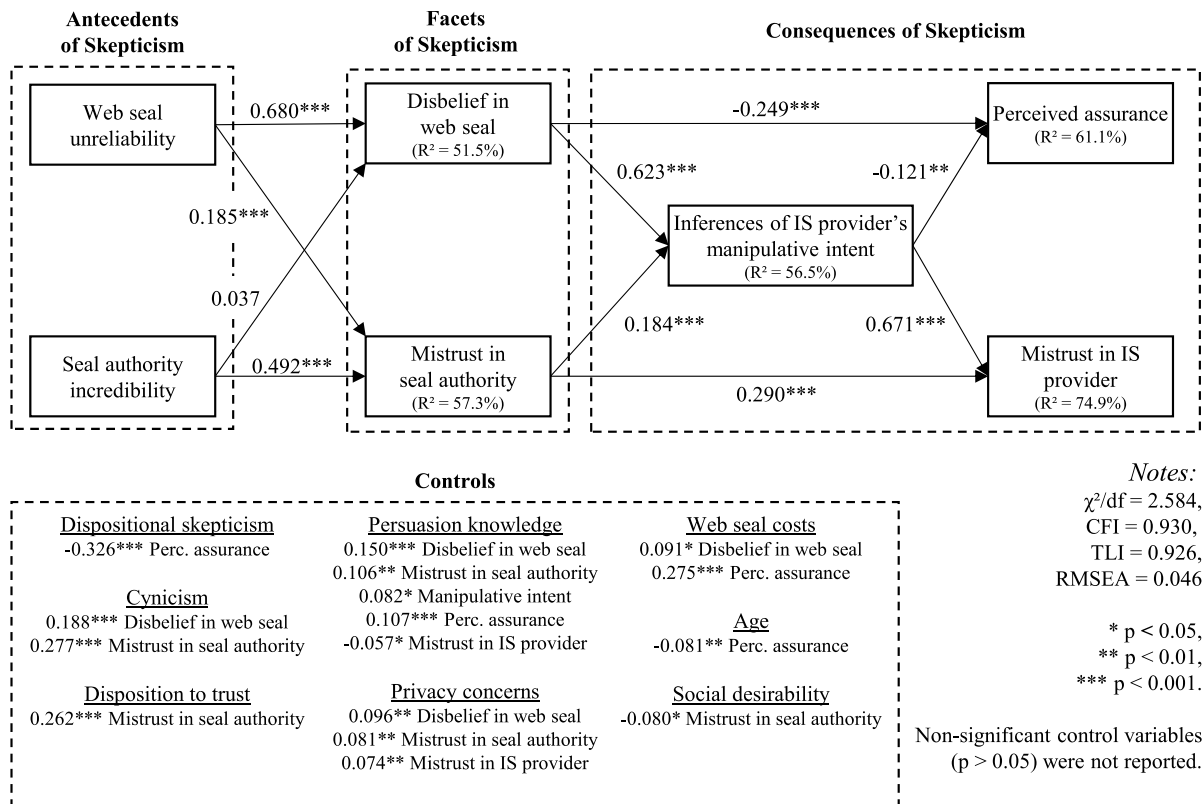 Antecedents
of Skepticism
Facets
of Skepticism
Consequences of Skepticism
Web seal
unreliability
0.680***
Disbelief in
web seal
(R² = 51.5%)
-0.249***
Perceived assurance
(R² = 61.1%)
0.623***
-0.121**
0.185***
Inferences of IS provider’s
manipulative intent
(R² = 56.5%)
0.037
0.184***
0.671***
Seal authority
incredibility
0.492***
Mistrust in
seal authority
(R² = 57.3%)
0.290***
Mistrust in IS
provider
(R² = 74.9%)
Controls
Dispositional skepticism
-0.326*** Perc. assurance
Cynicism
0.188*** Disbelief in web seal
0.277*** Mistrust in seal authority
Disposition to trust
0.262*** Mistrust in seal authority
Persuasion knowledge
0.150*** Disbelief in web seal
0.106** Mistrust in seal authority
0.082* Manipulative intent
0.107*** Perc. assurance
-0.057* Mistrust in IS provider
Privacy concerns
0.096** Disbelief in web seal
0.081** Mistrust in seal authority
0.074** Mistrust in IS provider
Web seal costs
0.091* Disbelief in web seal
0.275*** Perc. assurance
Age
-0.081** Perc. assurance
Social desirability
-0.080* Mistrust in seal authority
Notes:
χ²/df = 2.584,
CFI = 0.930,
TLI = 0.926,
RMSEA = 0.046
* p < 0.05,
** p < 0.01,
*** p < 0.001.
Non-significant control variables
(p > 0.05) were not reported.